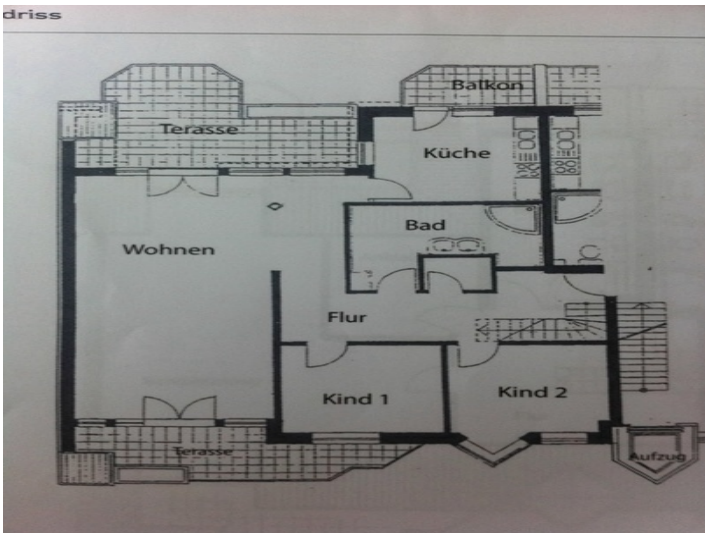 driss
Balkon
Terasse
Küche
Bad
Wohnen
Flur
Kind 1
Kind 2
Terasse
Aufzug